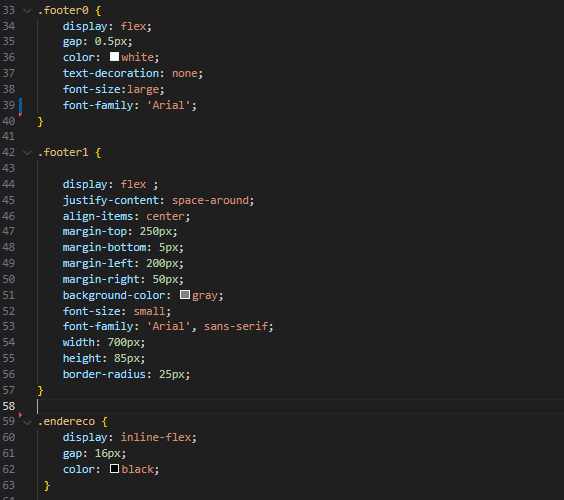 33 .footer0 {
34 display: flex;
35 gap: 0.5px;
36 color: white;
37 text-decoration: none;
38 font-size:large;
39 font-family: 'Arial';
40 }
41
42 .footer1 {
43
44 display: flex ;
45 justify-content: space-around;
46 align-items: center;
47 margin-top: 250px;
48 margin-bottom: 5px;
49 margin-left: 200px;
50 margin-right: 50px;
51 background-color: gray;
52 font-size: small;
53 font-family: 'Arial', sans-serif;
54 width: 700px;
55 height: 85px;
56 border-radius: 25px;
57 }
58
59 .endereco {
60 display: inline-flex;
61 gap: 16px;
62 color: black;
63 }